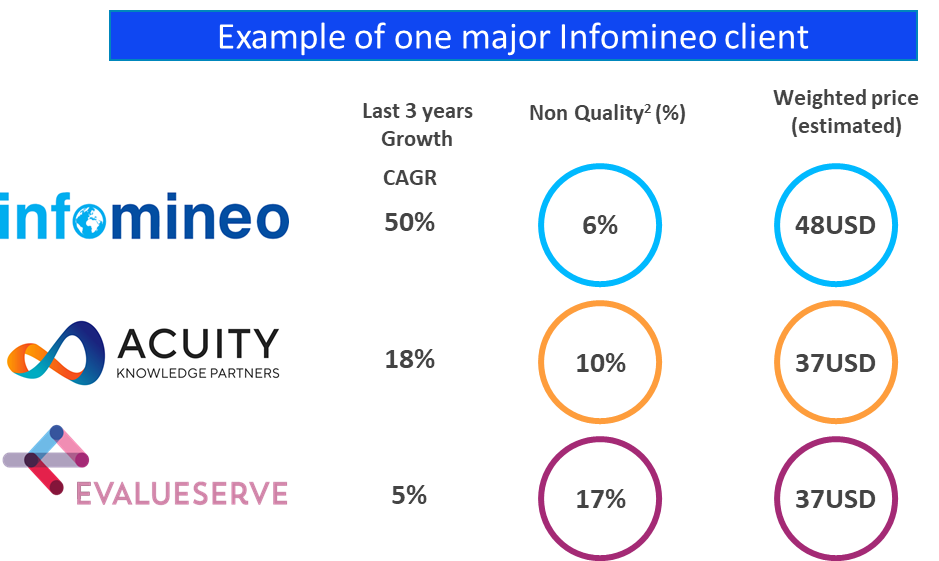 Example of one major Infomineo client
Last 3 years
Growth
CAGR
Non Quality² (%)
Weighted price
(estimated)
infomineo
50%
6%
48USD
ACUITY
KNOWLEDGE PARTNERS
18%
10%
37USD
EVALUESERVE
5%
17%
37USD